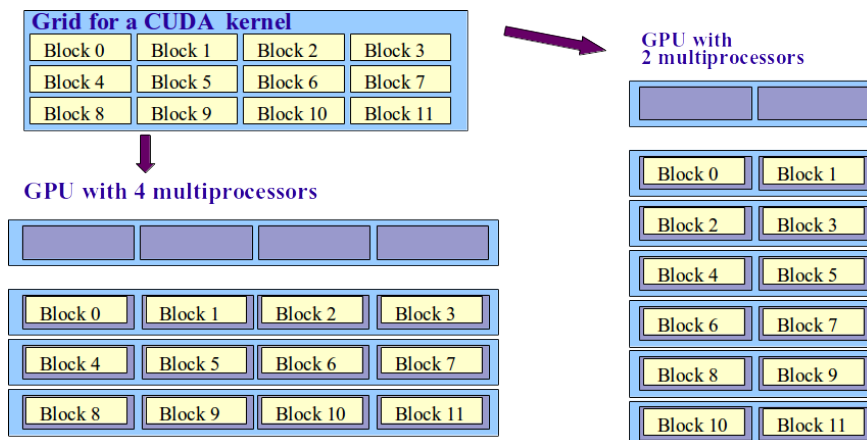 Grid for a CUDA kernel
Block 0 Block 1 Block 2 Block 3
Block 4 Block 5 Block 6 Block 7
Block 8 Block 9 Block 10 Block 11
GPU with 4 multiprocessors
Block 0 Block 1 Block 2 Block 3
Block 4 Block 5 Block 6 Block 7
Block 8 Block 9 Block 10 Block 11
GPU with
2 multiprocessors
Block 0 Block 1
Block 2 Block 3
Block 4 Block 5
Block 6 Block 7
Block 8 Block 9
Block 10 Block 11